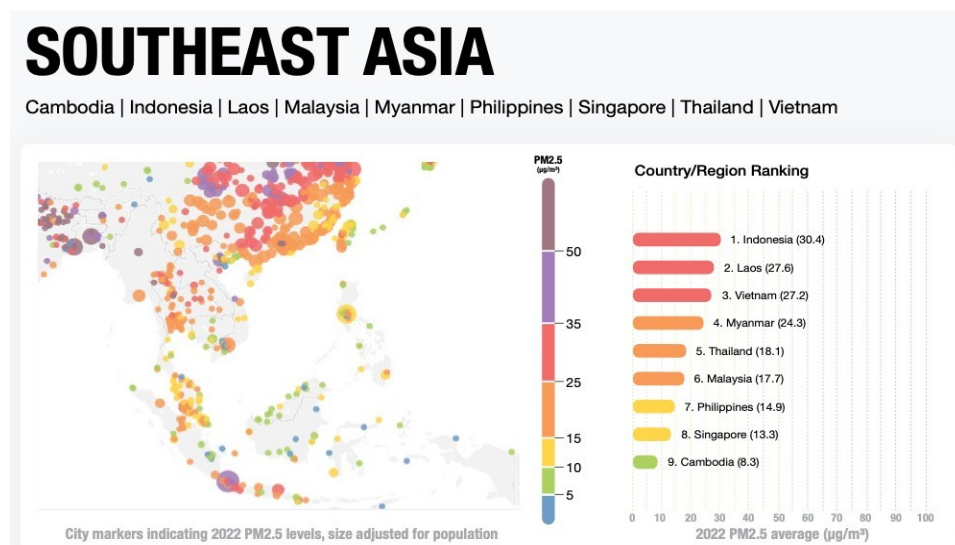 SOUTHEAST ASIA
Cambodia | Indonesia | Laos | Malaysia | Myanmar | Philippines | Singapore | Thailand | Vietnam
PM2.5
(µg/m³)
50
35
25
15
10
5
City markers indicating 2022 PM2.5 levels, size adjusted for population
Country/Region Ranking
1. Indonesia (30.4)
2. Laos (27.6)
3. Vietnam (27.2)
4. Myanmar (24.3)
5. Thailand (18.1)
6. Malaysia (17.7)
7. Philippines (14.9)
8. Singapore (13.3)
9. Cambodia (8.3)
0 10 20 30 40 50 60 70 80 90 100
2022 PM2.5 average (µg/m³)